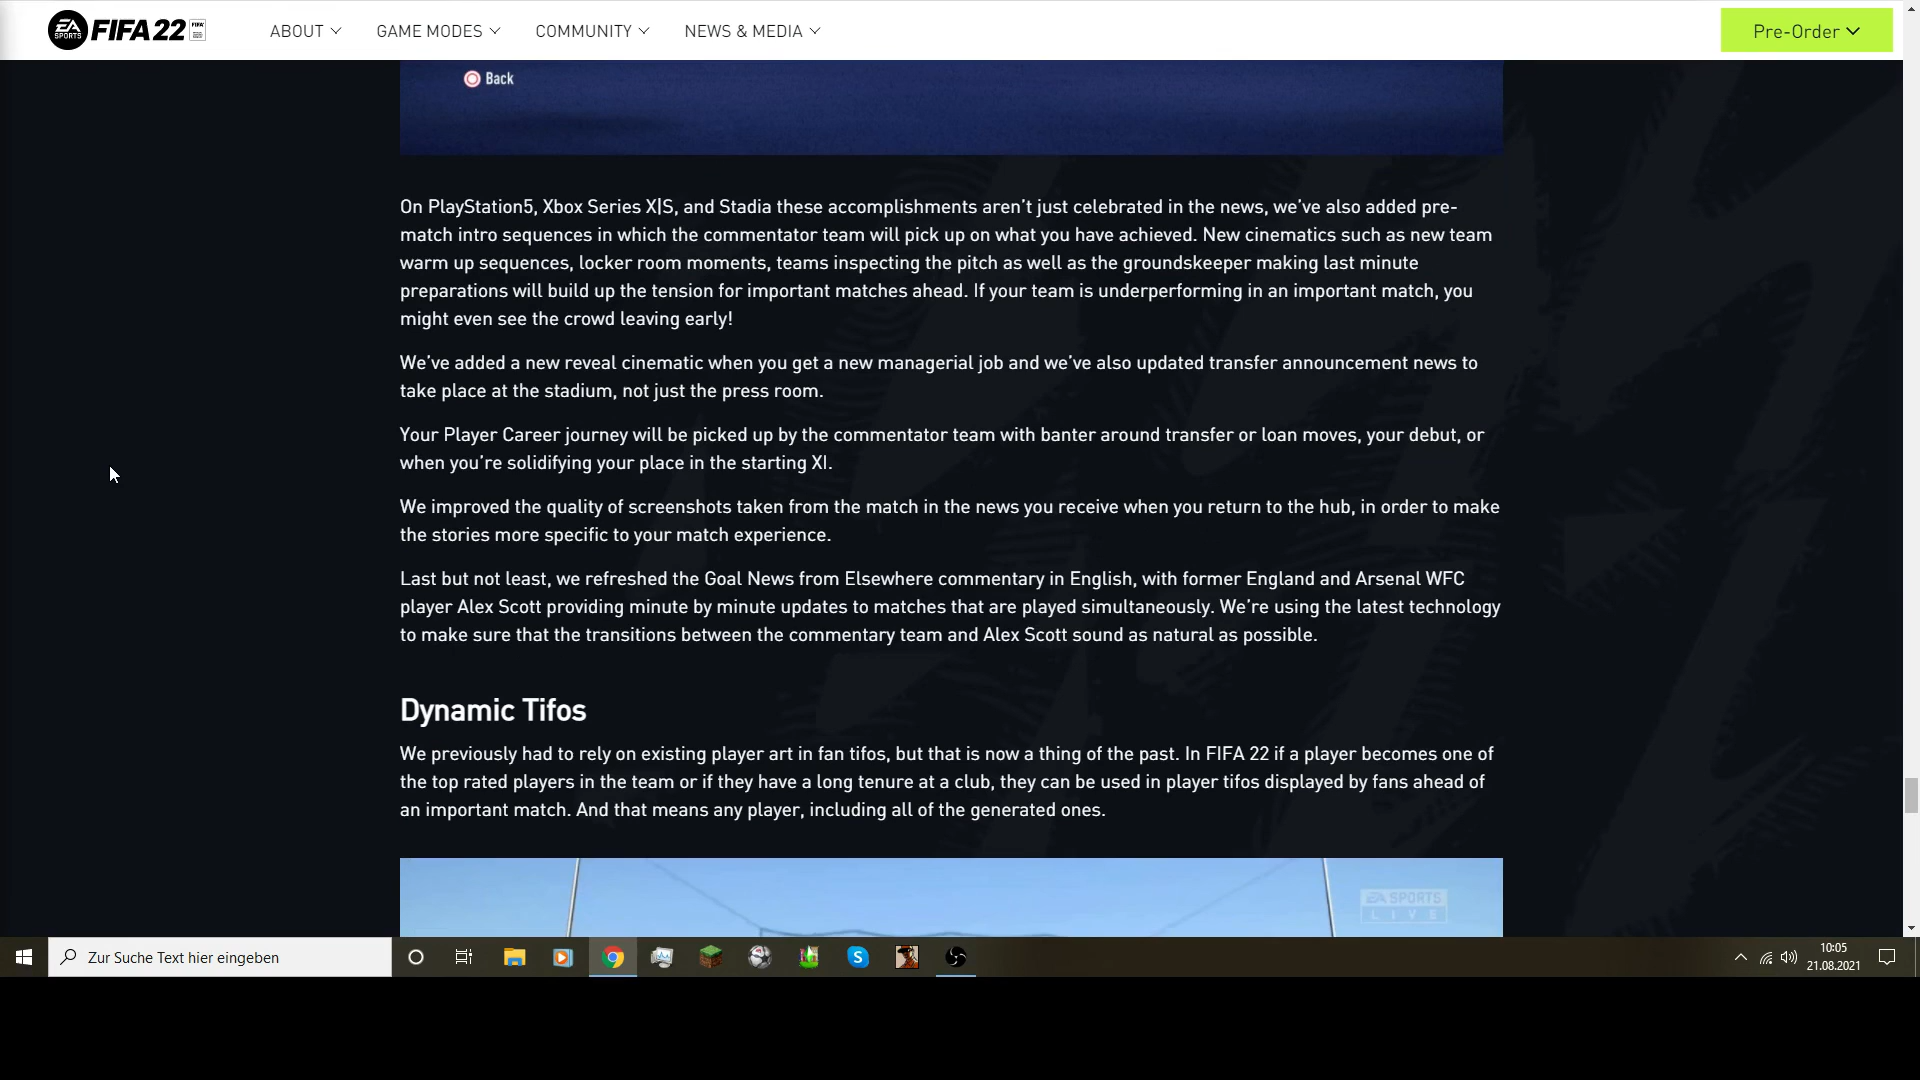 EA SPORTS FIFA 22
ABOUT GAME MODES COMMUNITY NEWS & MEDIA Pre-Order
Back
On PlayStation5, Xbox Series X|S, and Stadia these accomplishments aren’t just celebrated in the news, we’ve also added pre-
match intro sequences in which the commentator team will pick up on what you have achieved. New cinematics such as new team
warm up sequences, locker room moments, teams inspecting the pitch as well as the groundskeeper making last minute
preparations will build up the tension for important matches ahead. If your team is underperforming in an important match, you
might even see the crowd leaving early!
We’ve added a new reveal cinematic when you get a new managerial job and we’ve also updated transfer announcement news to
take place at the stadium, not just the press room.
Your Player Career journey will be picked up by the commentator team with banter around transfer or loan moves, your debut, or
when you’re solidifying your place in the starting XI.
We improved the quality of screenshots taken from the match in the news you receive when you return to the hub, in order to make
the stories more specific to your match experience.
Last but not least, we refreshed the Goal News from Elsewhere commentary in English, with former England and Arsenal WFC
player Alex Scott providing minute by minute updates to matches that are played simultaneously. We’re using the latest technology
to make sure that the transitions between the commentary team and Alex Scott sound as natural as possible.
Dynamic Tifos
We previously had to rely on existing player art in fan tifos, but that is now a thing of the past. In FIFA 22 if a player becomes one of
the top rated players in the team or if they have a long tenure at a club, they can be used in player tifos displayed by fans ahead of
an important match. And that means any player, including all of the generated ones.
EA SPORTS
LIVE
Zur Suche Text hier eingeben
10:05
21.08.2021